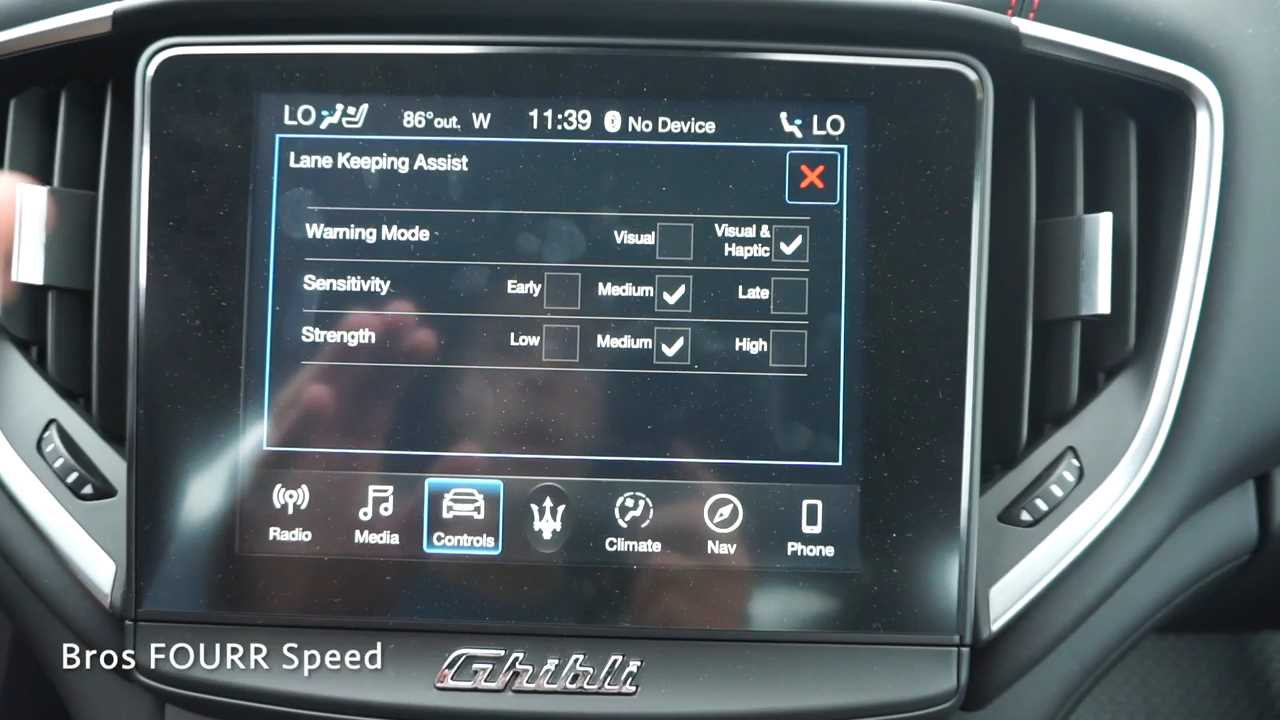 LO 86°out. W 11:39 No Device LO
Lane Keeping Assist
Warning Mode Visual Visual & Haptic
Sensitivity Early Medium Late
Strength Low Medium High
Radio Media Controls Climate Nav Phone
Bros FOURR Speed
Ghibli